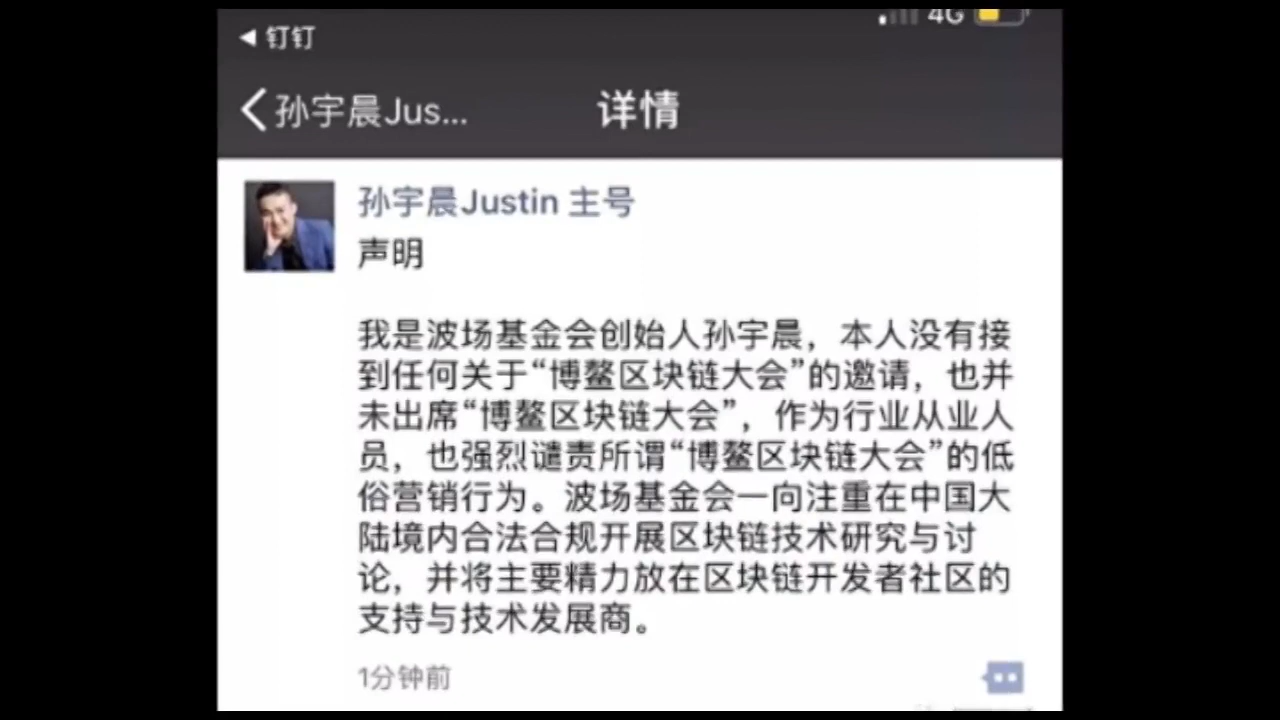 4G
钉钉
孙宇晨Jus...
详情
孙宇晨Justin 主号
声明
我是波场基金会创始人孙宇晨，本人没有接
到任何关于“博鳌区块链大会”的邀请，也并
未出席“博鳌区块链大会”，作为行业从业人
员，也强烈谴责所谓“博鳌区块链大会”的低
俗营销行为。波场基金会一向注重在中国大
陆境内合法合规开展区块链技术研究与讨
论，并将主要精力放在区块链开发者社区的
支持与技术发展商。
1分钟前